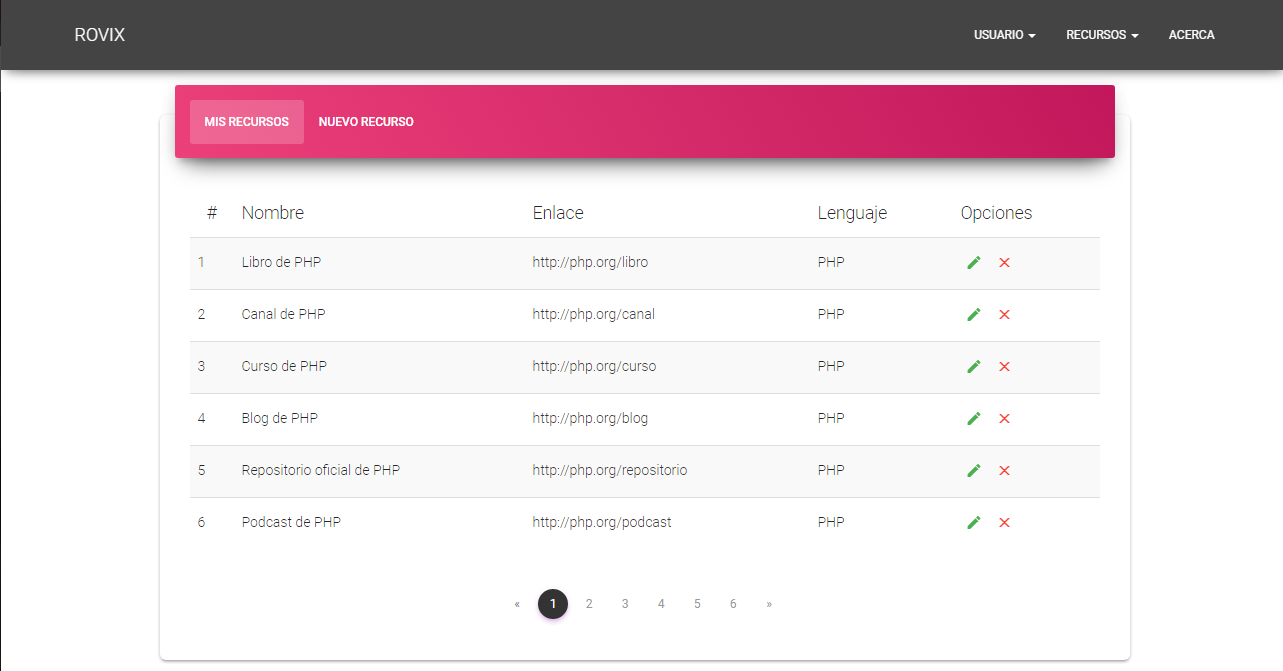 ROVIX USUARIO RECURSOS ACERCA
MIS RECURSOS NUEVO RECURSO
# Nombre Enlace Lenguaje Opciones
1 Libro de PHP http://php.org/libro PHP
2 Canal de PHP http://php.org/canal PHP
3 Curso de PHP http://php.org/curso PHP
4 Blog de PHP http://php.org/blog PHP
5 Repositorio oficial de PHP http://php.org/repositorio PHP
6 Podcast de PHP http://php.org/podcast PHP
« 1 2 3 4 5 6 »